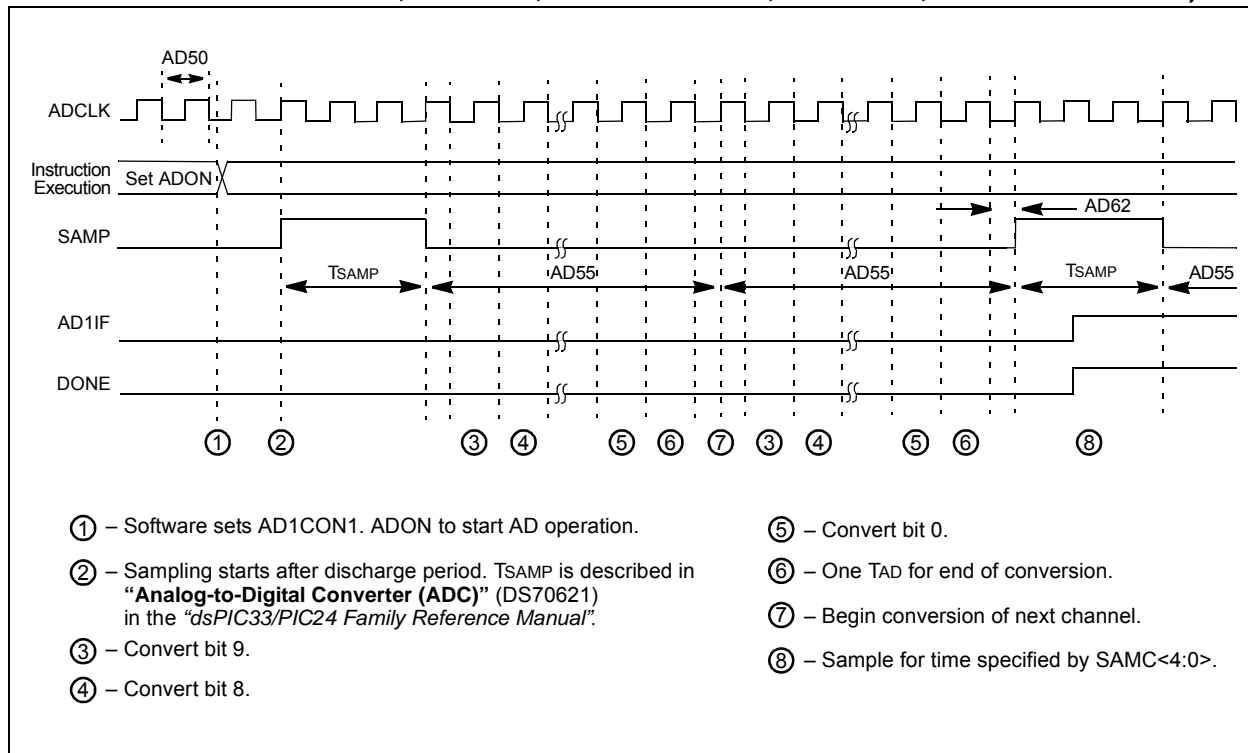 AD50
ADCLK
Instruction
Execution
Set ADON
AD62
SAMP
TSAMP
AD55
AD55
TSAMP
AD55
AD1IF
DONE
① ② ③ ④ ⑤ ⑥ ⑦ ③ ④ ⑤ ⑥ ⑧
① – Software sets AD1CON1. ADON to start AD operation.
② – Sampling starts after discharge period. TSAMP is described in
“Analog-to-Digital Converter (ADC)” (DS70621)
in the “dsPIC33/PIC24 Family Reference Manual”.
③ – Convert bit 9.
④ – Convert bit 8.
⑤ – Convert bit 0.
⑥ – One TAD for end of conversion.
⑦ – Begin conversion of next channel.
⑧ – Sample for time specified by SAMC<4:0>.